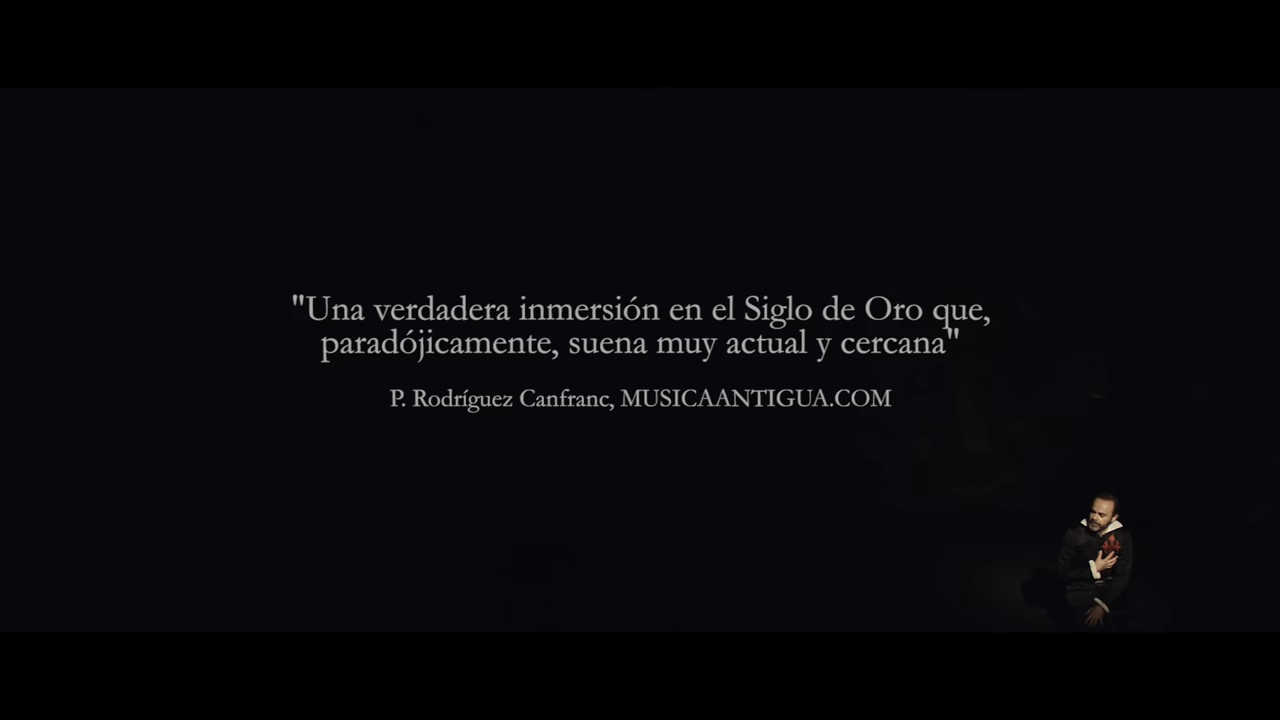 "Una verdadera inmersión en el Siglo de Oro que,
paradójicamente, suena muy actual y cercana"
P. Rodríguez Canfranc, MUSICAANTIGUA.COM